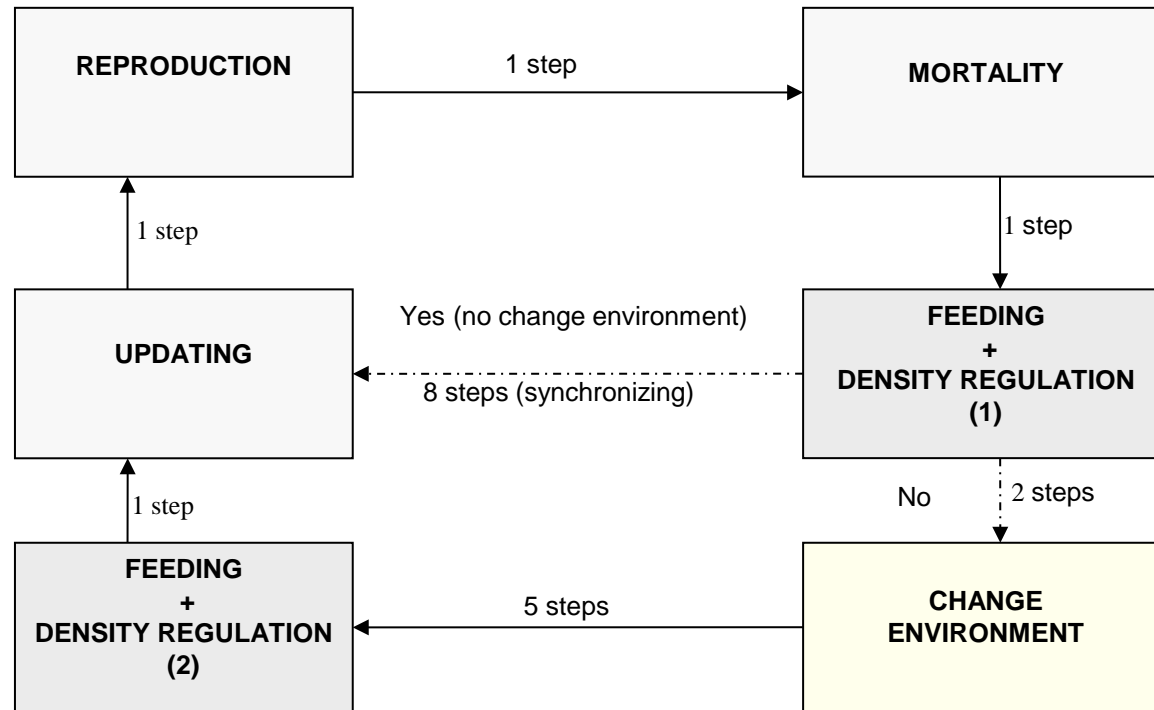 REPRODUCTION
1 step
MORTALITY
1 step
1 step
UPDATING
Yes (no change environment)
8 steps (synchronizing)
FEEDING
+
DENSITY REGULATION
(1)
1 step
No
2 steps
FEEDING
+
DENSITY REGULATION
(2)
5 steps
CHANGE
ENVIRONMENT